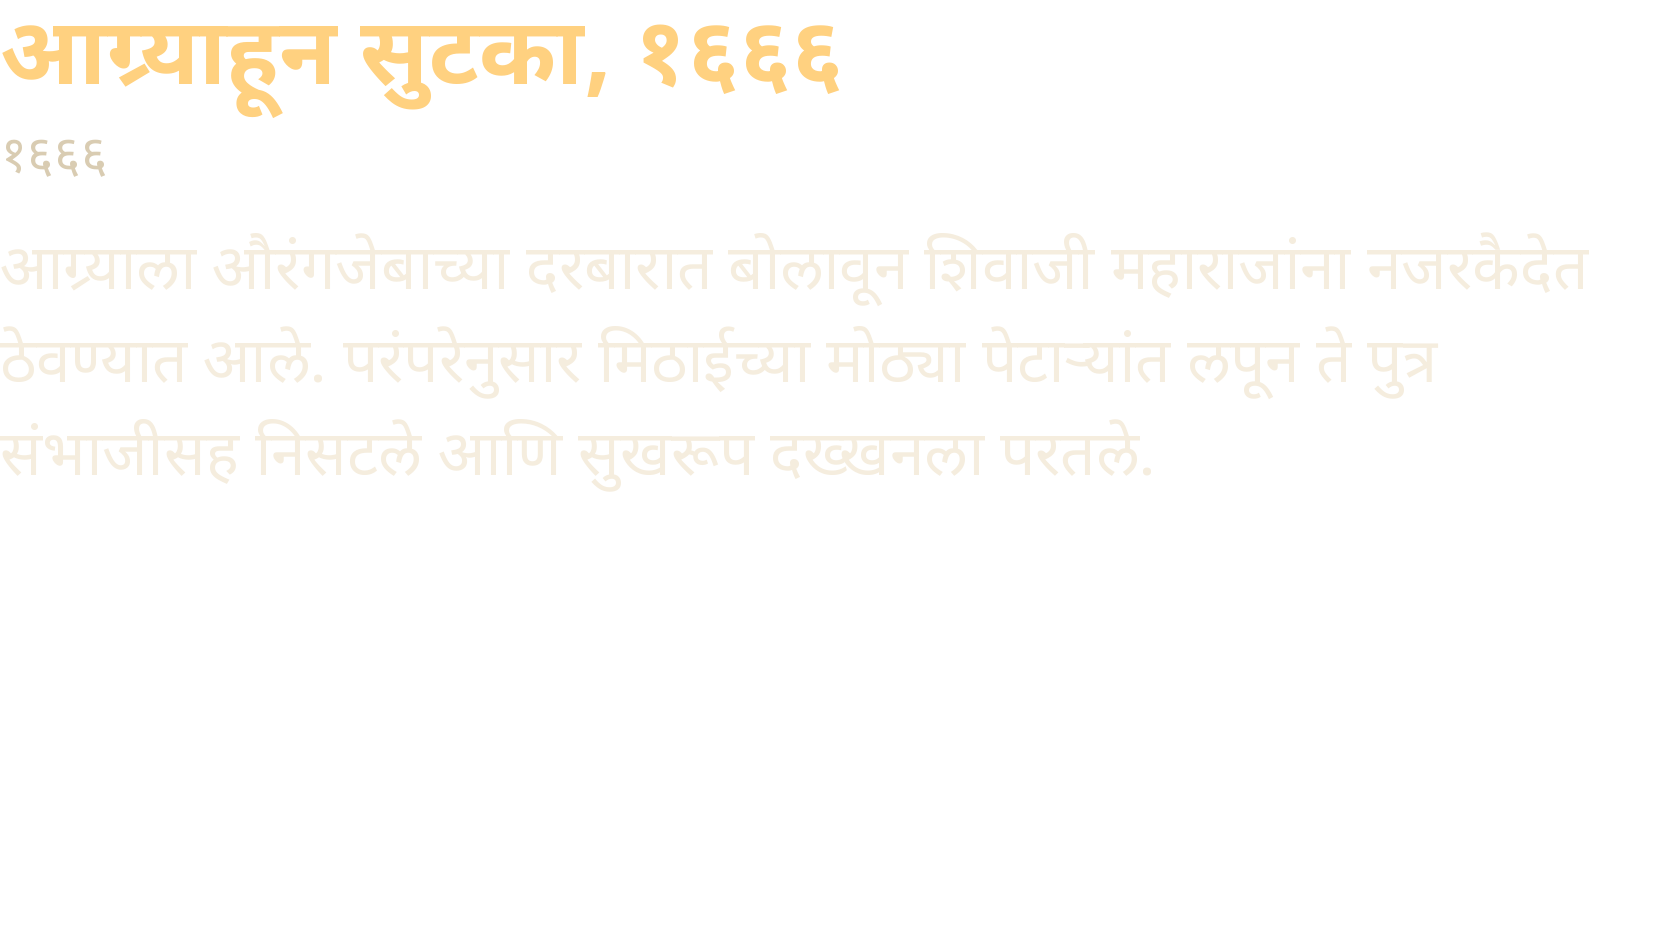 आग्र्याहून सुटका, १६६६
१६६६
आग्र्याला औरंगजेबाच्या दरबारात बोलावून शिवाजी महाराजांना नजरकैदेत
ठेवण्यात आले. परंपरेनुसार मिठाईच्या मोठ्या पेटाऱ्यांत लपून ते पुत्र
संभाजीसह निसटले आणि सुखरूप दख्खनला परतले.